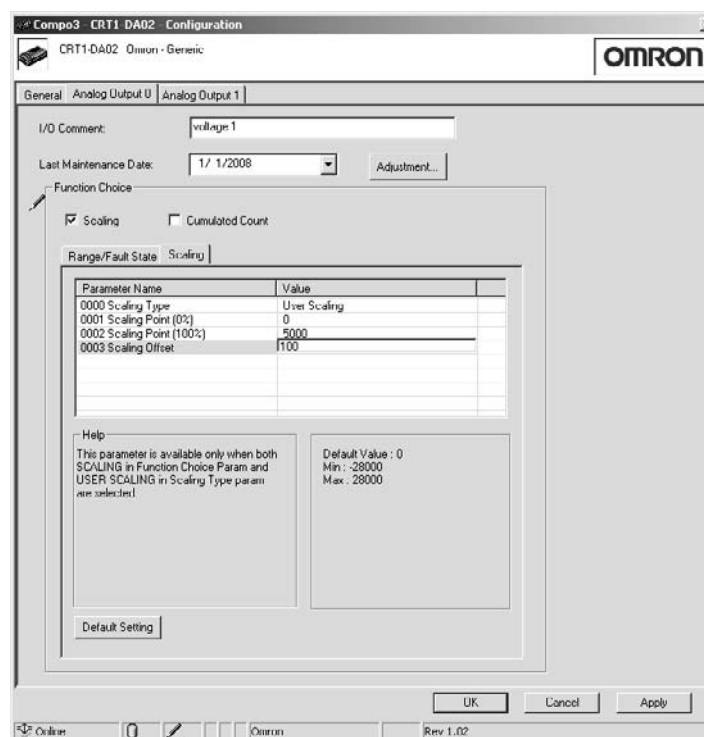 Compo3 - CRT1-DA02 - Configuration
CRT1-DA02 Omron - Generic
OMRON
General Analog Output 0 Analog Output 1
I/O Comment: voltage 1
Last Maintenance Date: 1/ 1/2008 Adjustment...
Function Choice
Scaling Cumulated Count
Range/Fault State Scaling
Parameter Name Value
0000 Scaling Type User Scaling
0001 Scaling Point (0%) 0
0002 Scaling Point (100%) 5000
0003 Scaling Offset 100
Help
This parameter is available only when both
SCALING in Function Choice Param and
USER SCALING in Scaling Type param
are selected.
Default Value : 0
Min : -28000
Max : 28000
Default Setting
OK Cancel Apply
Online Omron Rev 1.02